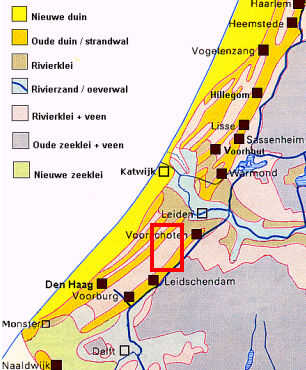 Nieuwe duin
Oude duin / strandwal
Rivierklei
Rivierzand / oeverwal
Rivierklei + veen
Oude zeeklei + veen
Nieuwe zeeklei
Haarlem
Heemstede
Vogelenzang
Hillegom
Lisse
Sassenheim
Voorhout
Katwijk
Warmond
Leiden
Voorschoten
Den Haag
Leidschendam
Voorburg
Monster
Delft
Naaldwijk